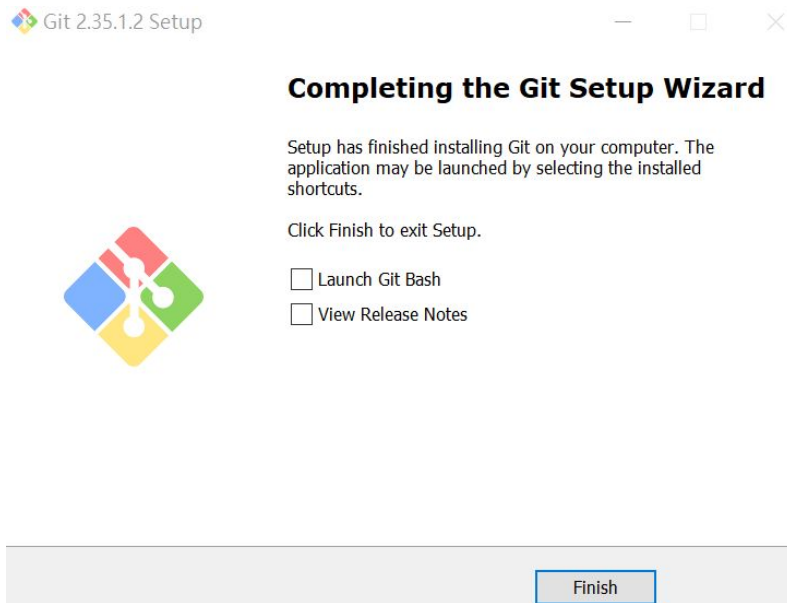 Git 2.35.1.2 Setup
Completing the Git Setup Wizard
Setup has finished installing Git on your computer. The
application may be launched by selecting the installed
shortcuts.
Click Finish to exit Setup.
Launch Git Bash
View Release Notes
Finish